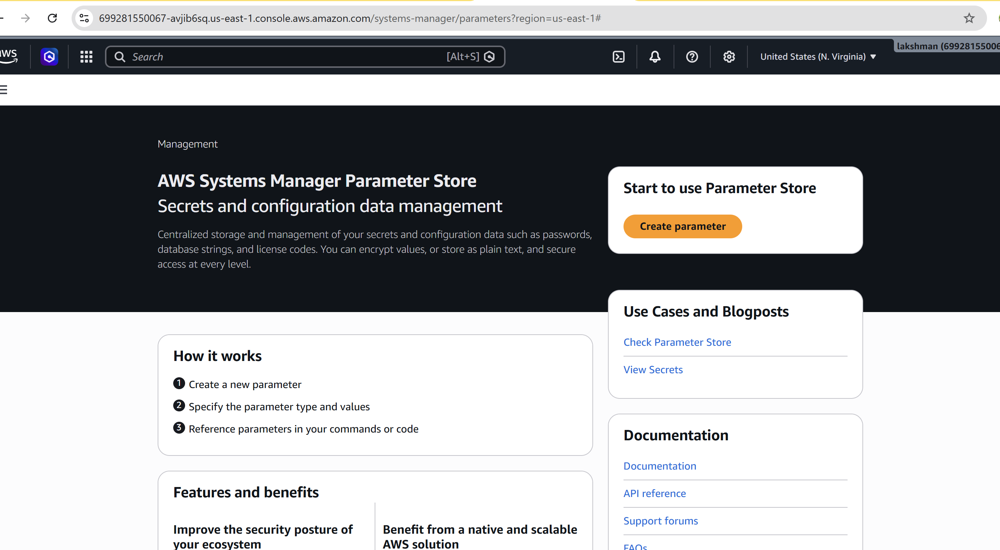 699281550067-avjib6sq.us-east-1.console.aws.amazon.com/systems-manager/parameters?region=us-east-1#
aws
Search
[Alt+S]
United States (N. Virginia)
lakshman (69928155006
Management
AWS Systems Manager Parameter Store
Secrets and configuration data management
Centralized storage and management of your secrets and configuration data such as passwords,
database strings, and license codes. You can encrypt values, or store as plain text, and secure
access at every level.
Start to use Parameter Store
Create parameter
Use Cases and Blogposts
Check Parameter Store
View Secrets
How it works
1 Create a new parameter
2 Specify the parameter type and values
3 Reference parameters in your commands or code
Documentation
Documentation
API reference
Support forums
FAQs
Features and benefits
Improve the security posture of
your ecosystem
Benefit from a native and scalable
AWS solution